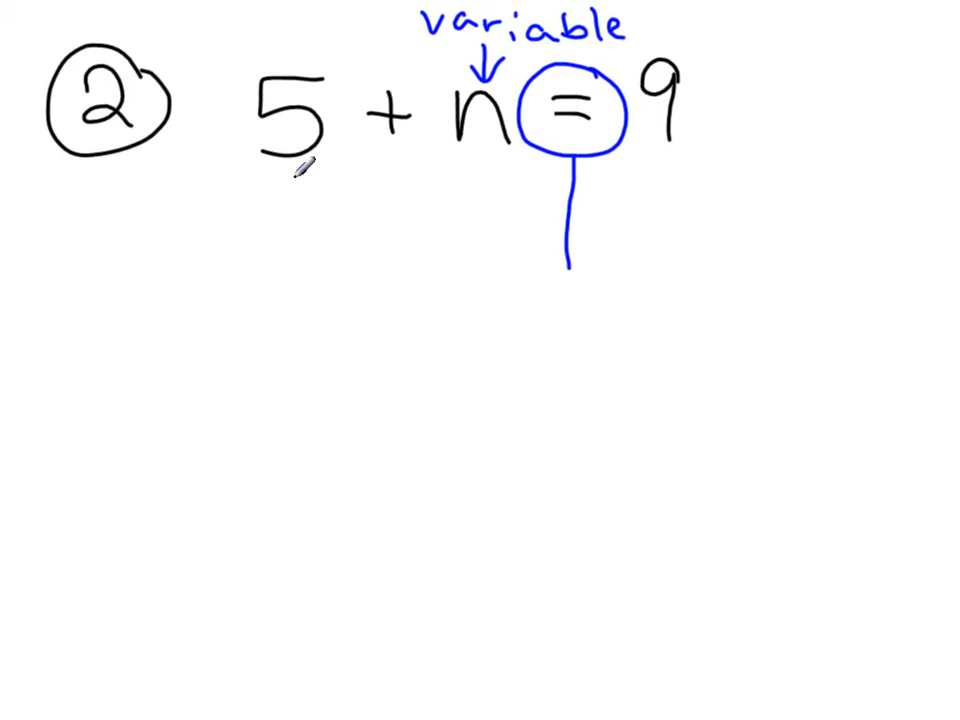 variable
2 5 + n = 9